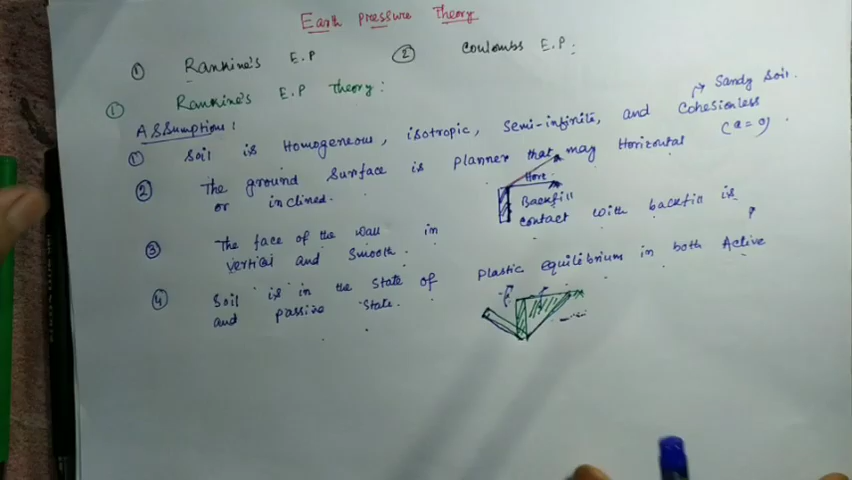 Earth Pressure Theory
① Rankine's E.P ② Coulombs E.P:
① Rankine's E.P Theory:
Assumptions:
→ Sandy Soil.
① Soil is Homogeneous, isotropic, Semi-infinite, and Cohesionless
(c = 0).
② The ground Surface is planner that may Horizontal
or inclined.
Hori.
Backfill
③ The face of the wall in contact with backfill is
vertical and Smooth.
④ Soil is in the State of plastic equilibrium in both Active
and passive State.